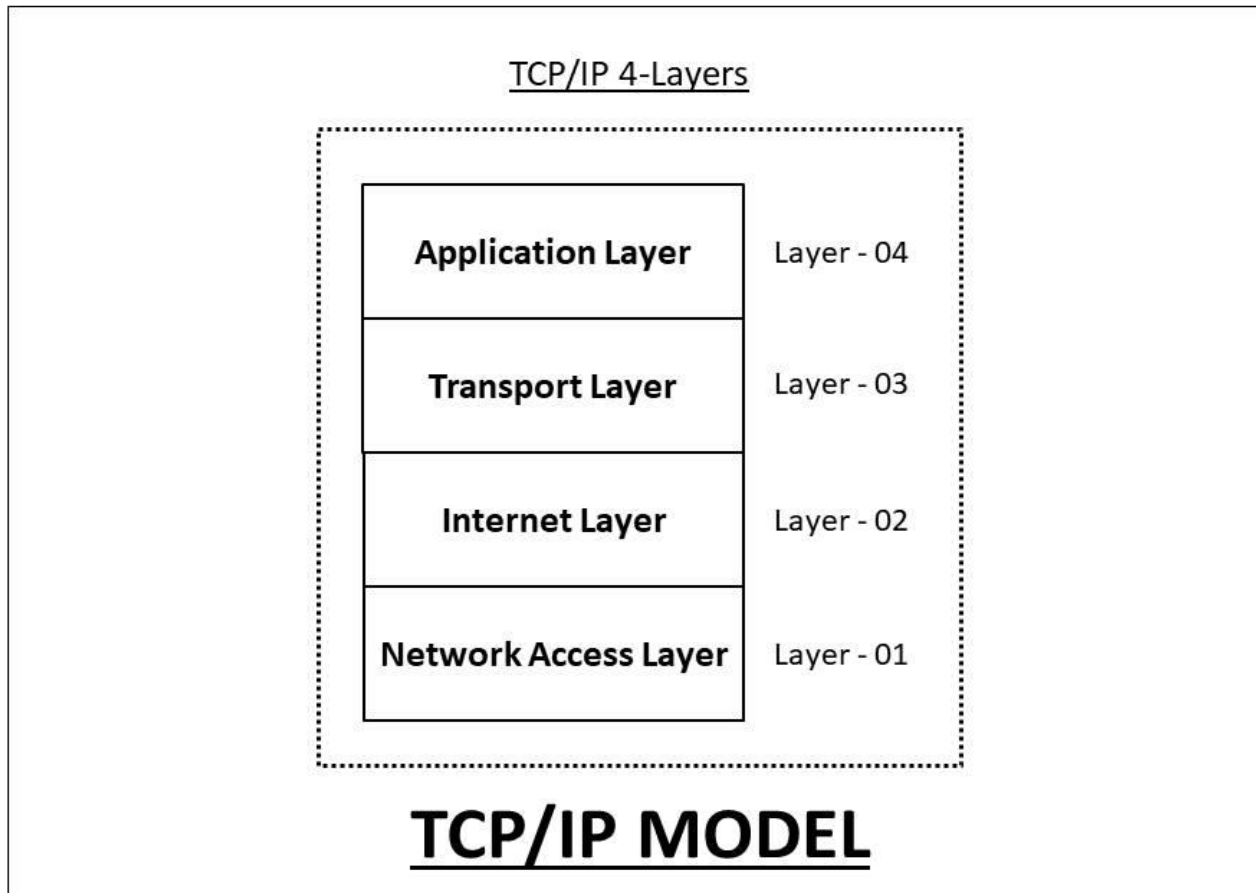 TCP/IP 4-Layers
Application Layer Layer - 04
Transport Layer Layer - 03
Internet Layer Layer - 02
Network Access Layer Layer - 01
TCP/IP MODEL